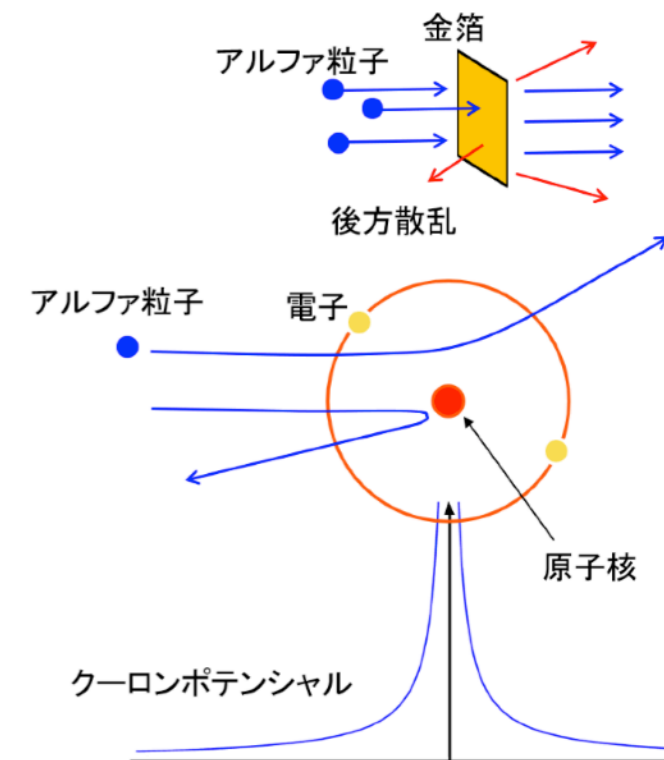 金箔
アルファ粒子
後方散乱
アルファ粒子
電子
原子核
クーロンポテンシャル